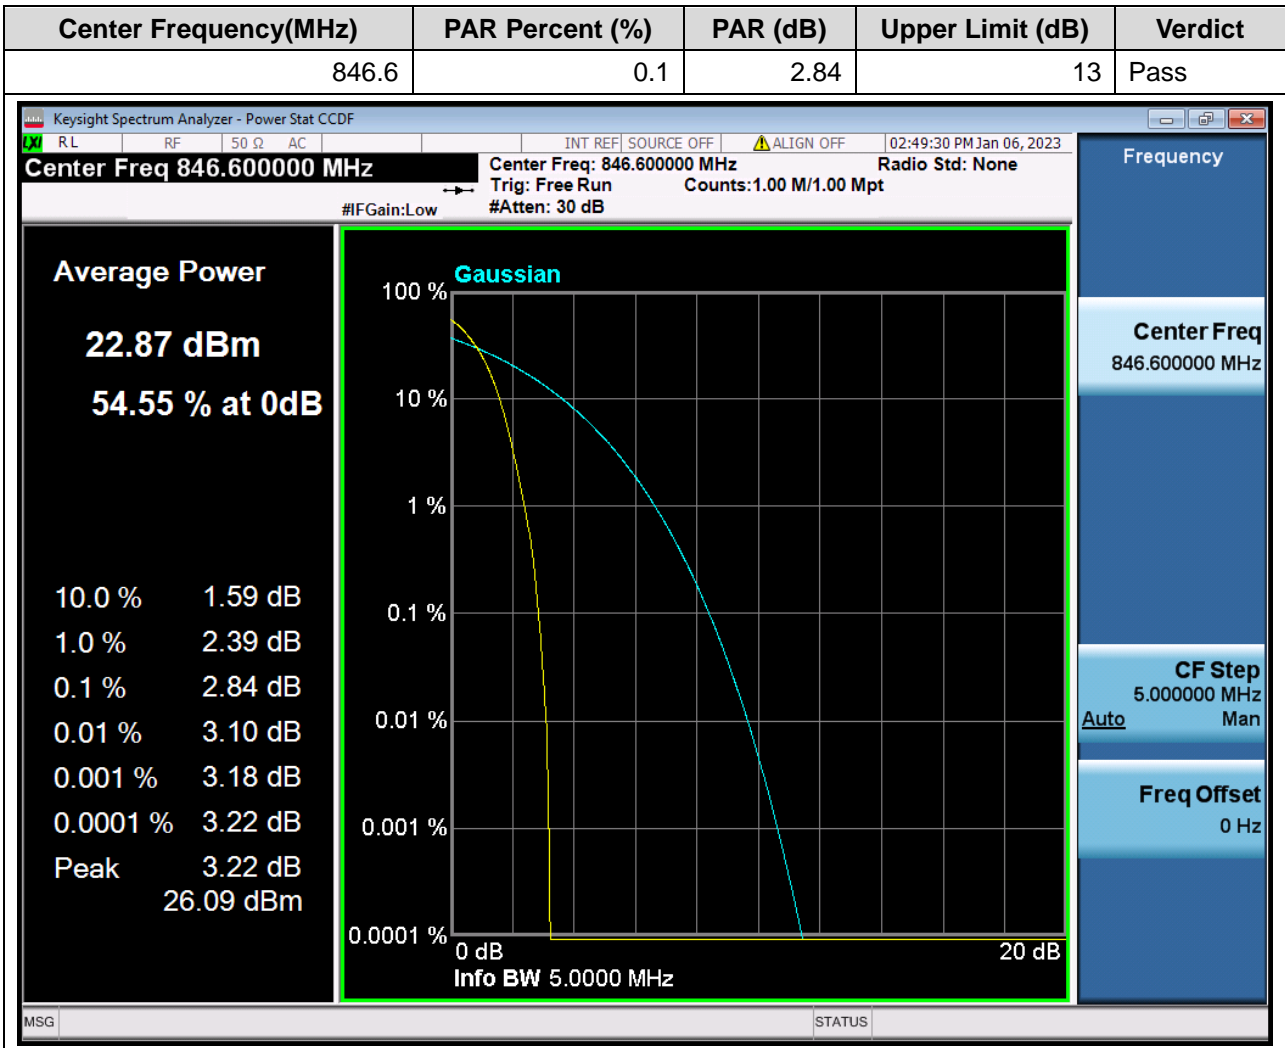 Center Frequency(MHz) PAR Percent (%) PAR (dB) Upper Limit (dB) Verdict
846.6 0.1 2.84 13 Pass
Keysight Spectrum Analyzer - Power Stat CCDF
LXI RL RF 50 Ω AC INT REF SOURCE OFF ALIGN OFF 02:49:30 PM Jan 06, 2023
Center Freq 846.600000 MHz
Center Freq: 846.600000 MHz Radio Std: None
Trig: Free Run Counts:1.00 M/1.00 Mpt
#IFGain:Low #Atten: 30 dB
Average Power
22.87 dBm
54.55 % at 0dB
10.0 % 1.59 dB
1.0 % 2.39 dB
0.1 % 2.84 dB
0.01 % 3.10 dB
0.001 % 3.18 dB
0.0001 % 3.22 dB
Peak 3.22 dB
26.09 dBm
Gaussian
100 %
10 %
1 %
0.1 %
0.01 %
0.001 %
0.0001 %
0 dB 20 dB
Info BW 5.0000 MHz
Frequency
Center Freq
846.600000 MHz
CF Step
5.000000 MHz
Auto Man
Freq Offset
0 Hz
MSG STATUS